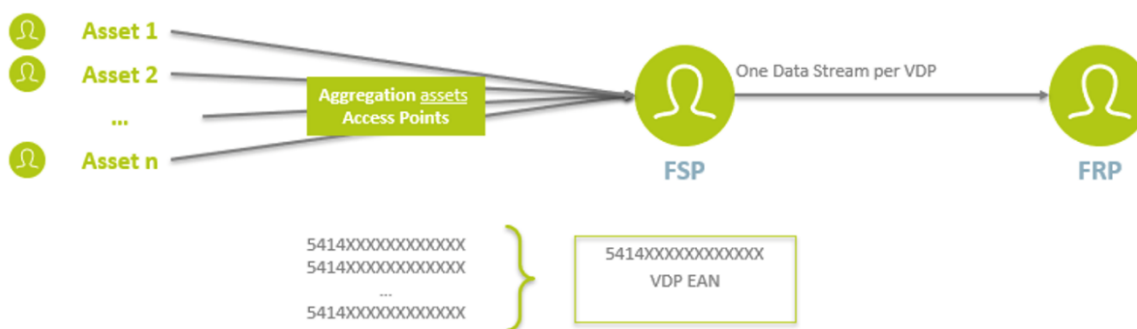 Asset 1
Asset 2
...
Asset n
Aggregation assets
Access Points
One Data Stream per VDP
FSP
FRP
5414XXXXXXXXXXXX
5414XXXXXXXXXXXX
...
5414XXXXXXXXXXXX
5414XXXXXXXXXXXX
VDP EAN